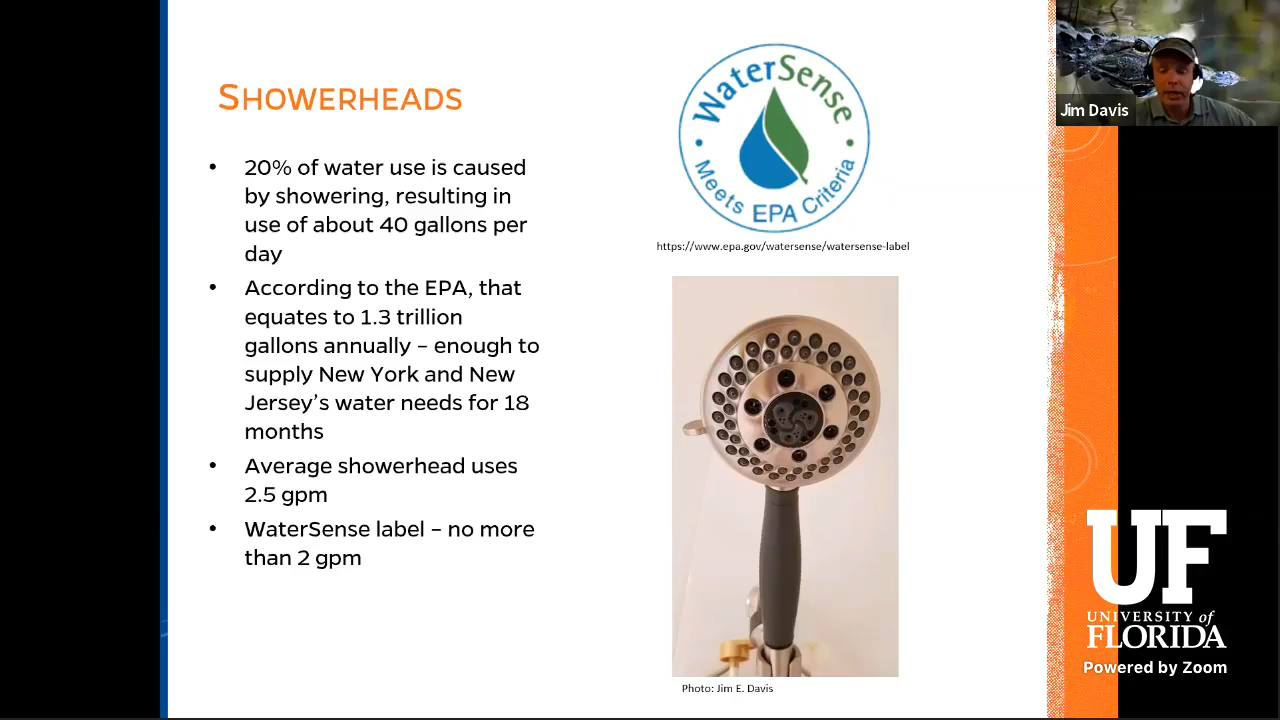 SHOWERHEADS
• 20% of water use is caused
by showering, resulting in
use of about 40 gallons per
day
• According to the EPA, that
equates to 1.3 trillion
gallons annually – enough to
supply New York and New
Jersey's water needs for 18
months
• Average showerhead uses
2.5 gpm
• WaterSense label – no more
than 2 gpm
WaterSense
Meets EPA Criteria
https://www.epa.gov/watersense/watersense-label
Photo: Jim E. Davis
Jim Davis
UF
UNIVERSITY of
FLORIDA
Powered by Zoom